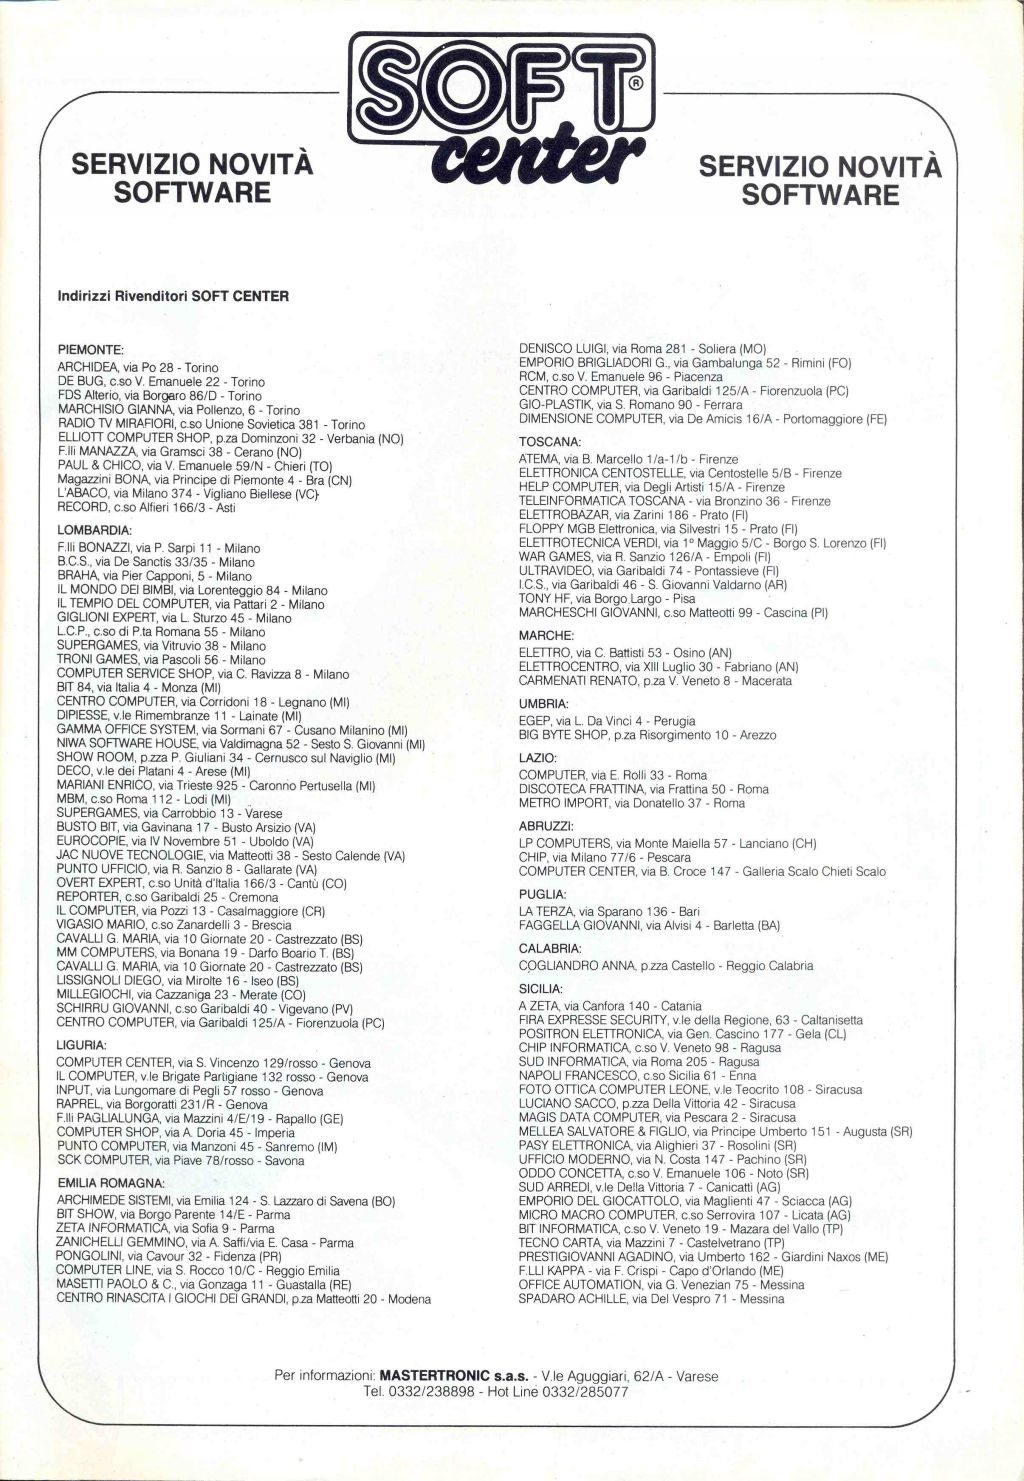 SOFT®
center
SERVIZIO NOVITÀ
SOFTWARE
SERVIZIO NOVITÀ
SOFTWARE
Indirizzi Rivenditori SOFT CENTER
PIEMONTE:
ARCHIDEA, via Po 28 - Torino
DE BUG, c.so V. Emanuele 22 - Torino
FDS Alterio, via Borgaro 86/D - Torino
MARCHISIO GIANNA, via Pollenzo, 6 - Torino
RADIO TV MIRAFIORI, c.so Unione Sovietica 381 - Torino
ELLIOTT COMPUTER SHOP, p.za Dominzoni 32 - Verbania (NO)
F.lli MANAZZA, via Gramsci 38 - Cerano (NO)
PAUL & CHICO, via V. Emanuele 59/N - Chieri (TO)
Magazzini BONA, via Principe di Piemonte 4 - Bra (CN)
L'ABACO, via Milano 374 - Vigliano Biellese (VC)
RECORD, c.so Alfieri 166/3 - Asti
LOMBARDIA:
F.lli BONAZZI, via P. Sarpi 11 - Milano
B.C.S., via De Sanctis 33/35 - Milano
BRAHA, via Pier Capponi, 5 - Milano
IL MONDO DEI BIMBI, via Lorenteggio 84 - Milano
IL TEMPIO DEL COMPUTER, via Pattari 2 - Milano
GIGLIONI EXPERT, via L. Sturzo 45 - Milano
L.C.P., c.so di P.ta Romana 55 - Milano
SUPERGAMES, via Vitruvio 38 - Milano
TRONI GAMES, via Pascoli 56 - Milano
COMPUTER SERVICE SHOP, via C. Ravizza 8 - Milano
BIT 84, via Italia 4 - Monza (MI)
CENTRO COMPUTER, via Corridoni 18 - Legnano (MI)
DIPIESSE, v.le Rimembranze 11 - Lainate (MI)
GAMMA OFFICE SYSTEM, via Sormani 67 - Cusano Milanino (MI)
NIWA SOFTWARE HOUSE, via Valdimagna 52 - Sesto S. Giovanni (MI)
SHOW ROOM, p.zza P. Giuliani 34 - Cernusco sul Naviglio (MI)
DECO, v.le dei Platani 4 - Arese (MI)
MARIANI ENRICO, via Trieste 925 - Caronno Pertusella (MI)
MBM, c.so Roma 112 - Lodi (MI)
SUPERGAMES, via Carrobbio 13 - Varese
BUSTO BIT, via Gavinana 17 - Busto Arsizio (VA)
EUROCOPIE, via IV Novembre 51 - Uboldo (VA)
JAC NUOVE TECNOLOGIE, via Matteotti 38 - Sesto Calende (VA)
PUNTO UFFICIO, via R. Sanzio 8 - Gallarate (VA)
OVERT EXPERT, c.so Unità d'Italia 166/3 - Cantù (CO)
REPORTER, c.so Garibaldi 25 - Cremona
IL COMPUTER, via Pozzi 13 - Casalmaggiore (CR)
VIGASIO MARIO, c.so Zanardelli 3 - Brescia
CAVALLI G. MARIA, via 10 Giornate 20 - Castrezzato (BS)
MM COMPUTERS, via Bonana 19 - Darfo Boario T. (BS)
CAVALLI G. MARIA, via 10 Giornate 20 - Castrezzato (BS)
LISSIGNOLI DIEGO, via Mirolte 16 - Iseo (BS)
MILLEGIOCHI, via Cazzaniga 23 - Merate (CO)
SCHIRRU GIOVANNI, c.so Garibaldi 40 - Vigevano (PV)
CENTRO COMPUTER, via Garibaldi 125/A - Fiorenzuola (PC)
LIGURIA:
COMPUTER CENTER, via S. Vincenzo 129/rosso - Genova
IL COMPUTER, v.le Brigate Partigiane 132 rosso - Genova
INPUT, via Lungomare di Pegli 57 rosso - Genova
RAPREL, via Borgoratti 231/R - Genova
F.lli PAGLIALUNGA, via Mazzini 4/E/19 - Rapallo (GE)
COMPUTER SHOP, via A. Doria 45 - Imperia
PUNTO COMPUTER, via Manzoni 45 - Sanremo (IM)
SCK COMPUTER, via Piave 78/rosso - Savona
EMILIA ROMAGNA:
ARCHIMEDE SISTEMI, via Emilia 124 - S. Lazzaro di Savena (BO)
BIT SHOW, via Borgo Parente 14/E - Parma
ZETA INFORMATICA, via Sofia 9 - Parma
ZANICHELLI GEMMINO, via A. Saffi/via E. Casa - Parma
PONGOLINI, via Cavour 32 - Fidenza (PR)
COMPUTER LINE, via S. Rocco 10/C - Reggio Emilia
MASETTI PAOLO & C., via Gonzaga 11 - Guastalla (RE)
CENTRO RINASCITA I GIOCHI DEI GRANDI, p.za Matteotti 20 - Modena
DENISCO LUIGI, via Roma 281 - Soliera (MO)
EMPORIO BRIGLIADORI G., via Gambalunga 52 - Rimini (FO)
RCM, c.so V. Emanuele 96 - Piacenza
CENTRO COMPUTER, via Garibaldi 125/A - Fiorenzuola (PC)
GIO-PLASTIK, via S. Romano 90 - Ferrara
DIMENSIONE COMPUTER, via De Amicis 16/A - Portomaggiore (FE)
TOSCANA:
ATEMA, via B. Marcello 1/a-1/b - Firenze
ELETTRONICA CENTOSTELLE, via Centostelle 5/B - Firenze
HELP COMPUTER, via Degli Artisti 15/A - Firenze
TELEINFORMATICA TOSCANA - via Bronzino 36 - Firenze
ELETTROBAZAR, via Zarini 186 - Prato (FI)
FLOPPY MGB Elettronica, via Silvestri 15 - Prato (FI)
ELETTROTECNICA VERDI, via 1° Maggio 5/C - Borgo S. Lorenzo (FI)
WAR GAMES, via R. Sanzio 126/A - Empoli (FI)
ULTRAVIDEO, via Garibaldi 74 - Pontassieve (FI)
I.C.S., via Garibaldi 46 - S. Giovanni Valdarno (AR)
TONY HF, via Borgo Largo - Pisa
MARCHESCHI GIOVANNI, c.so Matteotti 99 - Cascina (PI)
MARCHE:
ELETTRO, via C. Battisti 53 - Osino (AN)
ELETTROCENTRO, via XIII Luglio 30 - Fabriano (AN)
CARMENATI RENATO, p.za V. Veneto 8 - Macerata
UMBRIA:
EGEP, via L. Da Vinci 4 - Perugia
BIG BYTE SHOP, p.za Risorgimento 10 - Arezzo
LAZIO:
COMPUTER, via E. Rolli 33 - Roma
DISCOTECA FRATTINA, via Frattina 50 - Roma
METRO IMPORT, via Donatello 37 - Roma
ABRUZZI:
LP COMPUTERS, via Monte Maiella 57 - Lanciano (CH)
CHIP, via Milano 77/6 - Pescara
COMPUTER CENTER, via B. Croce 147 - Galleria Scalo Chieti Scalo
PUGLIA:
LA TERZA, via Sparano 136 - Bari
FAGGELLA GIOVANNI, via Alvisi 4 - Barletta (BA)
CALABRIA:
COGLIANDRO ANNA, p.zza Castello - Reggio Calabria
SICILIA:
A ZETA, via Canfora 140 - Catania
FIRA EXPRESSE SECURITY, v.le della Regione, 63 - Caltanisetta
POSITRON ELETTRONICA, via Gen. Cascino 177 - Gela (CL)
CHIP INFORMATICA, c.so V. Veneto 98 - Ragusa
SUD INFORMATICA, via Roma 205 - Ragusa
NAPOLI FRANCESCO, c.so Sicilia 61 - Enna
FOTO OTTICA COMPUTER LEONE, v.le Teocrito 108 - Siracusa
LUCIANO SACCO, p.zza Della Vittoria 42 - Siracusa
MAGIS DATA COMPUTER, via Pescara 2 - Siracusa
MELLEA SALVATORE & FIGLIO, via Principe Umberto 151 - Augusta (SR)
PASY ELETTRONICA, via Alighieri 37 - Rosolini (SR)
UFFICIO MODERNO, via N. Costa 147 - Pachino (SR)
ODDO CONCETTA, c.so V. Emanuele 106 - Noto (SR)
SUD ARREDI, v.le Della Vittoria 7 - Canicattì (AG)
EMPORIO DEL GIOCATTOLO, via Maglienti 47 - Sciacca (AG)
MICRO MACRO COMPUTER, c.so Serrovira 107 - Licata (AG)
BIT INFORMATICA, c.so V. Veneto 19 - Mazara del Vallo (TP)
TECNO CARTA, via Mazzini 7 - Castelvetrano (TP)
PRESTIGIOVANNI AGADINO, via Umberto 162 - Giardini Naxos (ME)
F.LLI KAPPA - via F. Crispi - Capo d'Orlando (ME)
OFFICE AUTOMATION, via G. Venezian 75 - Messina
SPADARO ACHILLE, via Del Vespro 71 - Messina
Per informazioni: MASTERTRONIC s.a.s. - V.le Aguggiari, 62/A - Varese
Tel. 0332/238898 - Hot Line 0332/285077